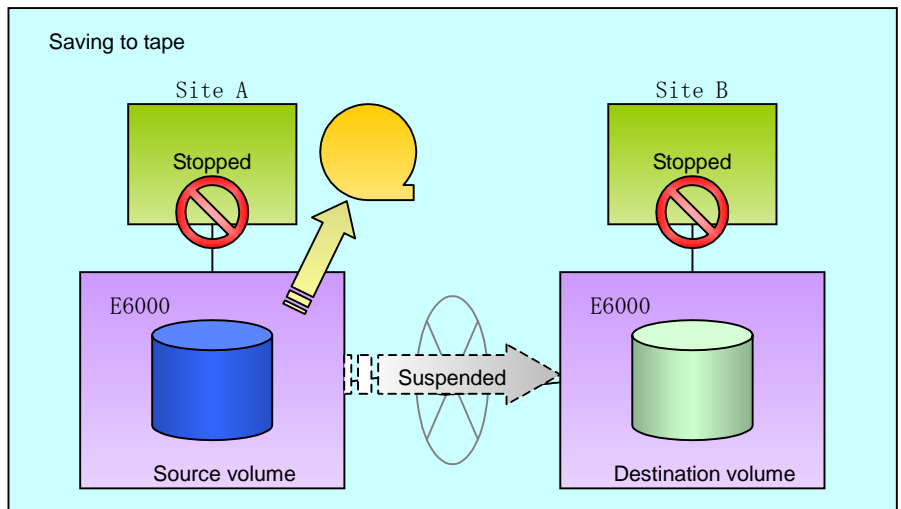 Saving to tape
Site A
Site B
Stopped
Stopped
E6000
E6000
Suspended
Source volume
Destination volume